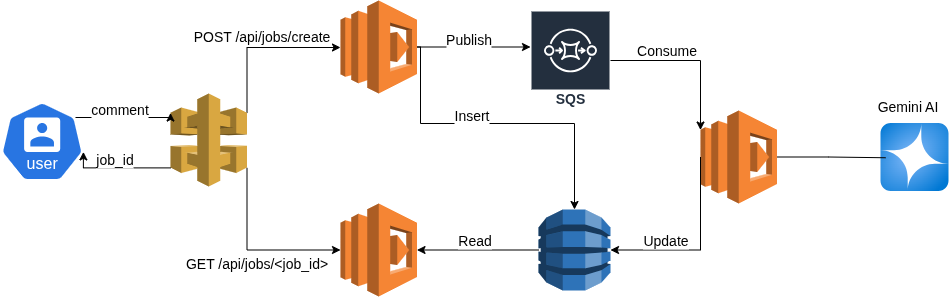 POST /api/jobs/create
Publish
SQS
Consume
comment
user
job_id
Insert
Gemini AI
GET /api/jobs/<job_id>
Read
Update